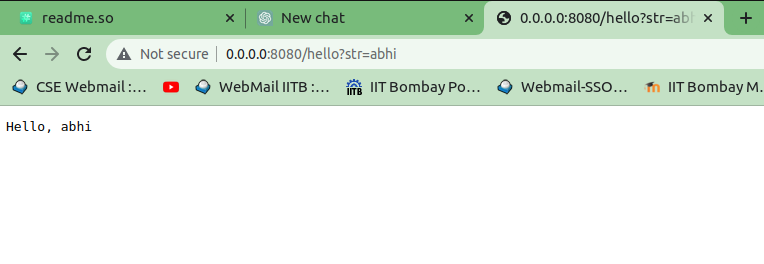 readme.so New chat 0.0.0.0:8080/hello?str=abh
Not secure 0.0.0.0:8080/hello?str=abhi
CSE Webmail :... WebMail IITB :... IITB IIT Bombay Po... Webmail-SSO... IIT Bombay M.
Hello, abhi